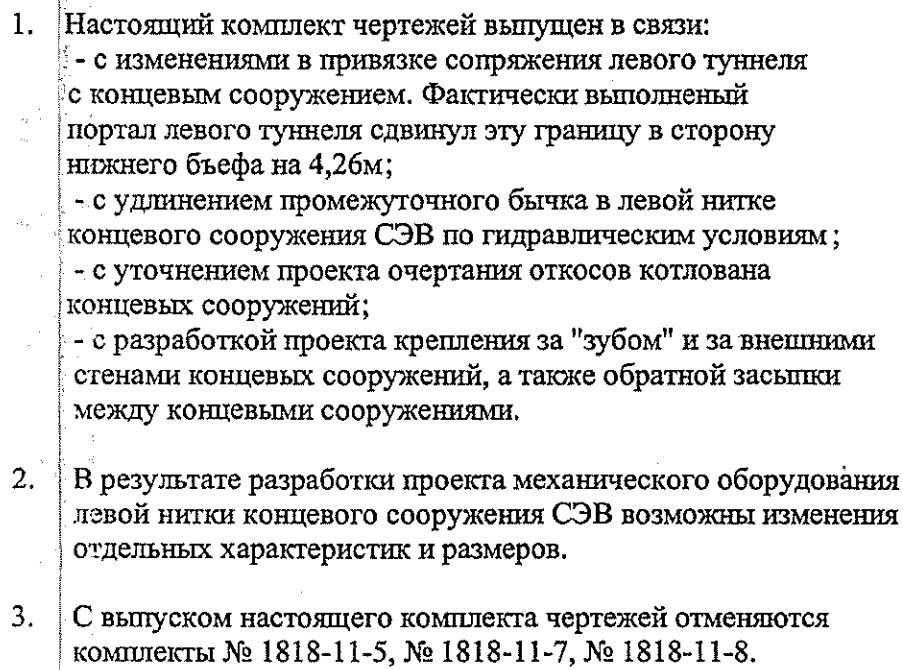 1. Настоящий комплект чертежей выпущен в связи:
- с изменениями в привязке сопряжения левого туннеля
с концевым сооружением. Фактически выполненый
портал левого туннеля сдвинул эту границу в сторону
нижнего бъефа на 4,26м;
- с удлинением промежуточного бычка в левой нитке
концевого сооружения СЭВ по гидравлическим условиям;
- с уточнением проекта очертания откосов котлована
концевых сооружений;
- с разработкой проекта крепления за "зубом" и за внешними
стенами концевых сооружений, а также обратной засыпки
между концевыми сооружениями.
2. В результате разработки проекта механического оборудования
левой нитки концевого сооружения СЭВ возможны изменения
отдельных характеристик и размеров.
3. С выпуском настоящего комплекта чертежей отменяются
комплекты № 1818-11-5, № 1818-11-7, № 1818-11-8.